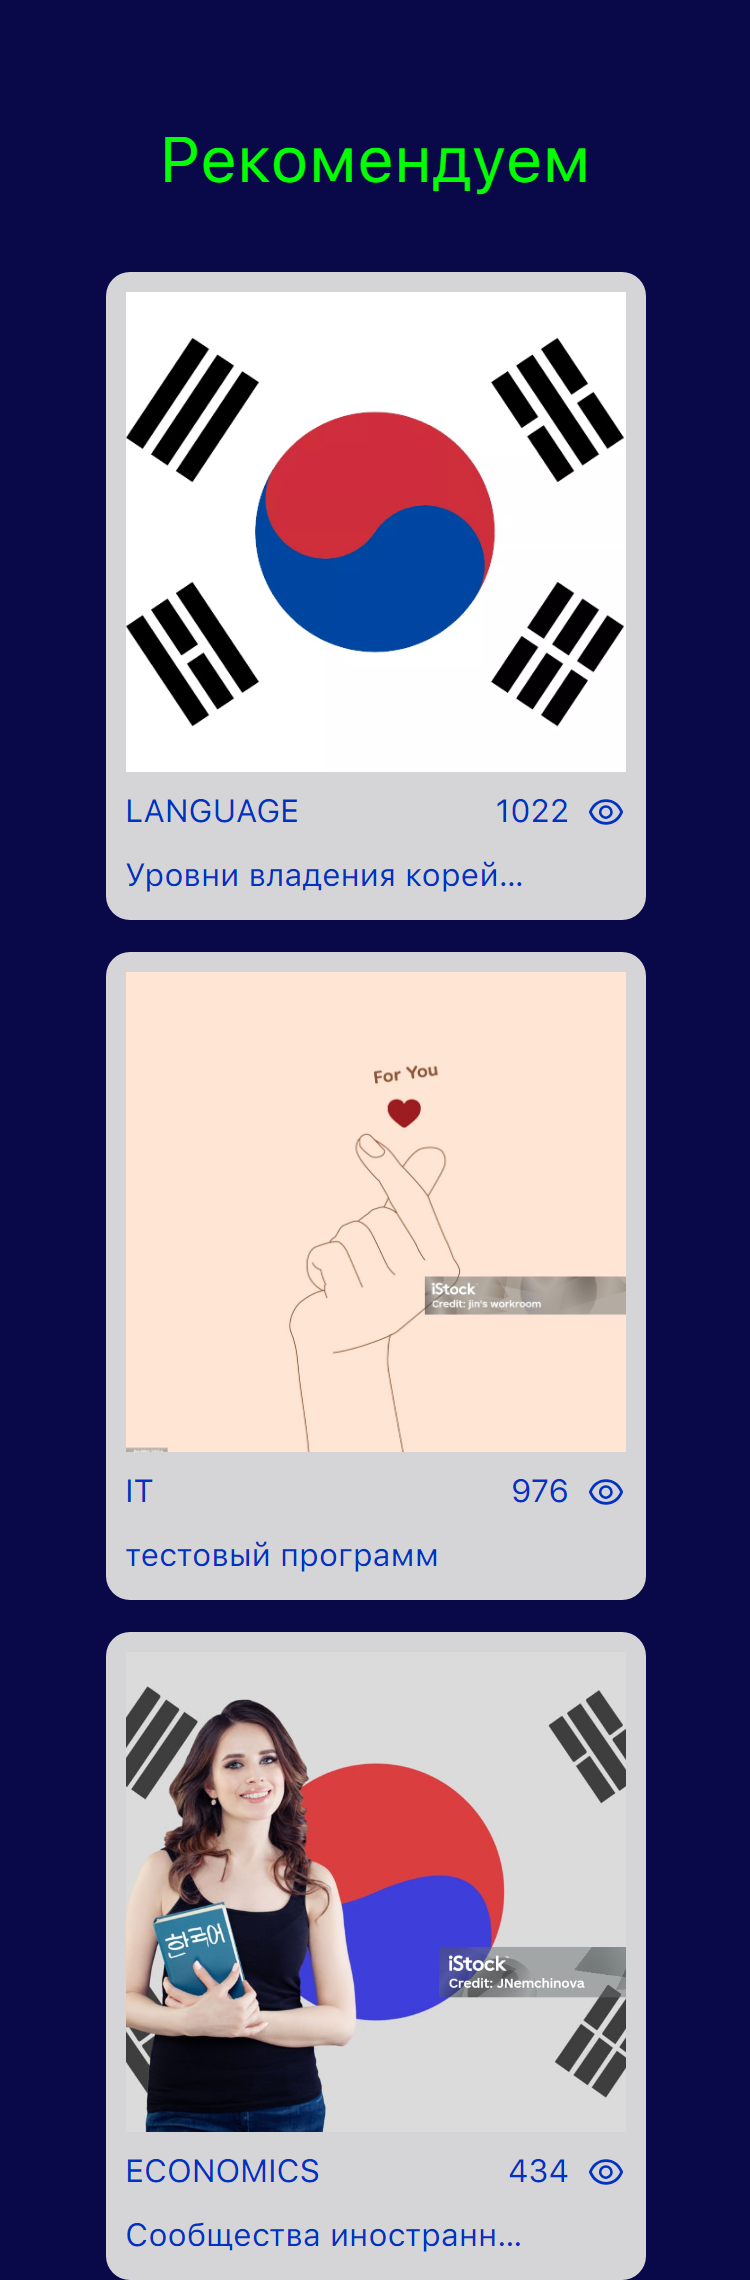 Рекомендуем
LANGUAGE 1022
Уровни владения корей...
For You
iStock
Credit: jin's workroom
IT 976
тестовый программ
한국어
iStock
Credit: JNemchinova
ECONOMICS 434
Сообщества иностранн...